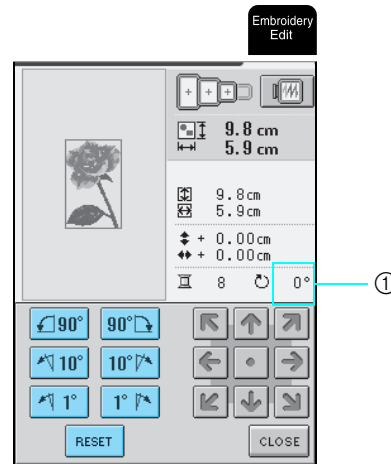 Embroidery
Edit
9.8 cm
5.9 cm
9.8cm
5.9cm
+ 0.00cm
+ 0.00cm
8 0°
①
90° 90°
10° 10°
1° 1°
RESET CLOSE